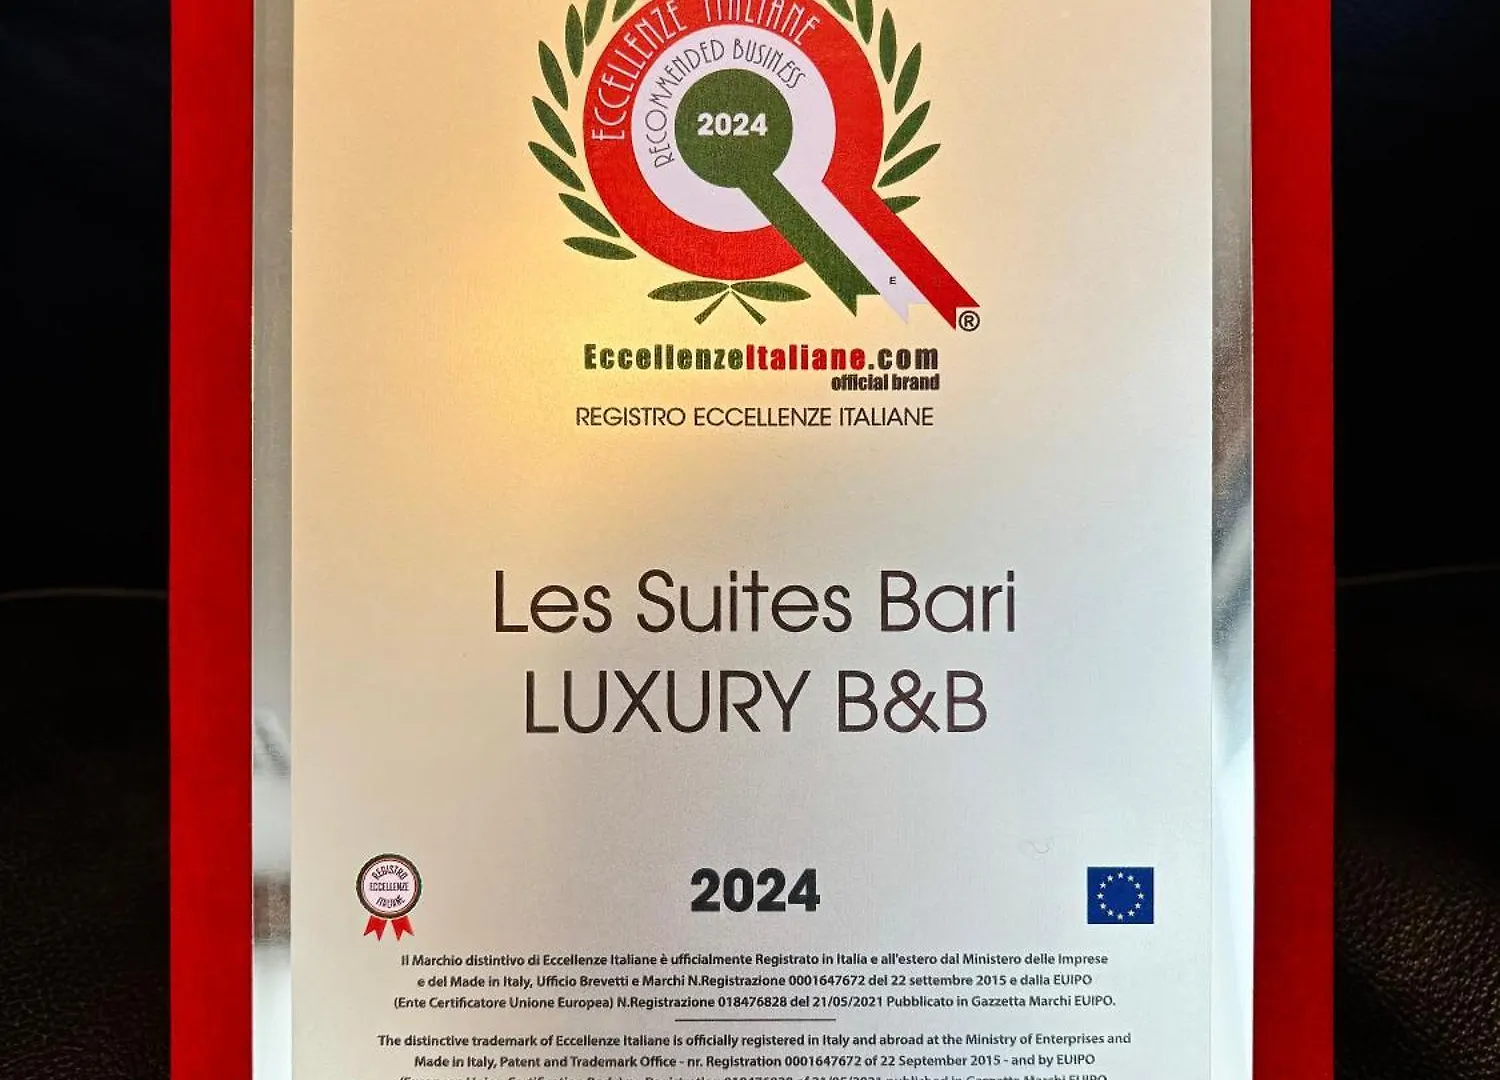 ECCELLENZE ITALIANE
RECOMMENDED BUSINESS
2024
E
®
EccellenzeItaliane.com
official brand
REGISTRO ECCELLENZE ITALIANE
Les Suites Bari
LUXURY B&B
REGISTRO
ECCELLENZE
ITALIANE
2024
Il Marchio distintivo di Eccellenze Italiane è ufficialmente Registrato in Italia e all'estero dal Ministero delle Imprese
e del Made in Italy, Ufficio Brevetti e Marchi N.Registrazione 0001647672 del 22 settembre 2015 e dalla EUIPO
(Ente Certificatore Unione Europea) N.Registrazione 018476828 del 21/05/2021 Pubblicato in Gazzetta Marchi EUIPO.
The distinctive trademark of Eccellenze Italiane is officially registered in Italy and abroad at the Ministry of Enterprises and
Made in Italy, Patent and Trademark Office - nr. Registration 0001647672 of 22 September 2015 - and by EUIPO